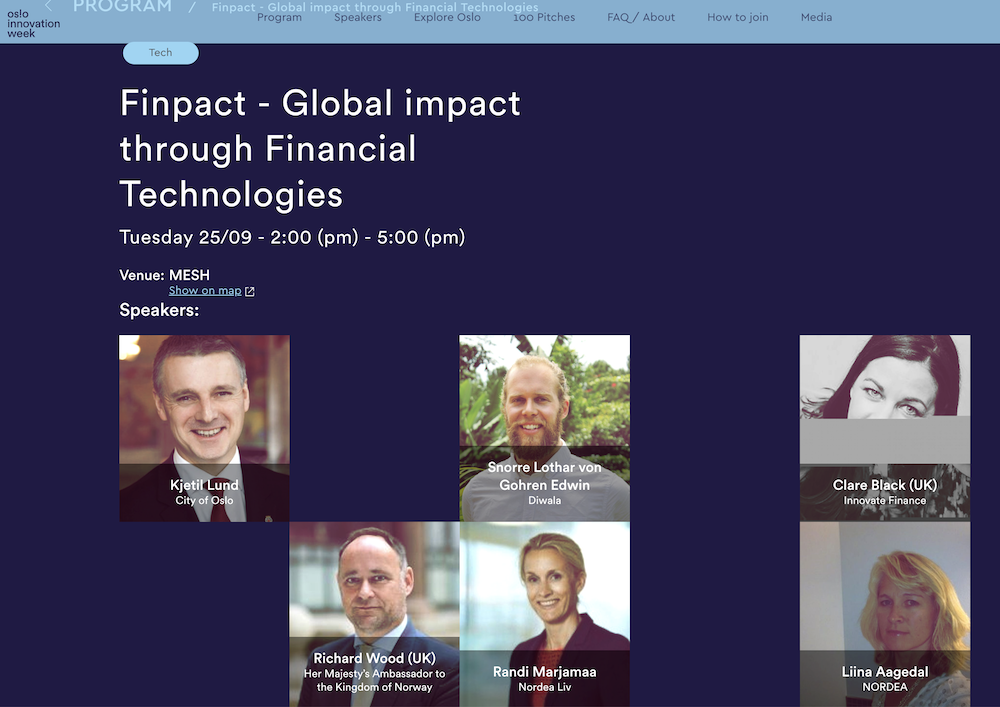 PROGRAM / Finpact - Global impact through Financial Technologies
oslo
innovation
week
Program Speakers Explore Oslo 100 Pitches FAQ / About How to join Media
Tech
Finpact - Global impact
through Financial
Technologies
Tuesday 25/09 - 2:00 (pm) - 5:00 (pm)
Venue: MESH
Show on map
Speakers:
Kjetil Lund
City of Oslo
Snorre Lothar von
Gohren Edwin
Diwala
Clare Black (UK)
Innovate Finance
Richard Wood (UK)
Her Majesty's Ambassador to
the Kingdom of Norway
Randi Marjamaa
Nordea Liv
Liina Aagedal
NORDEA